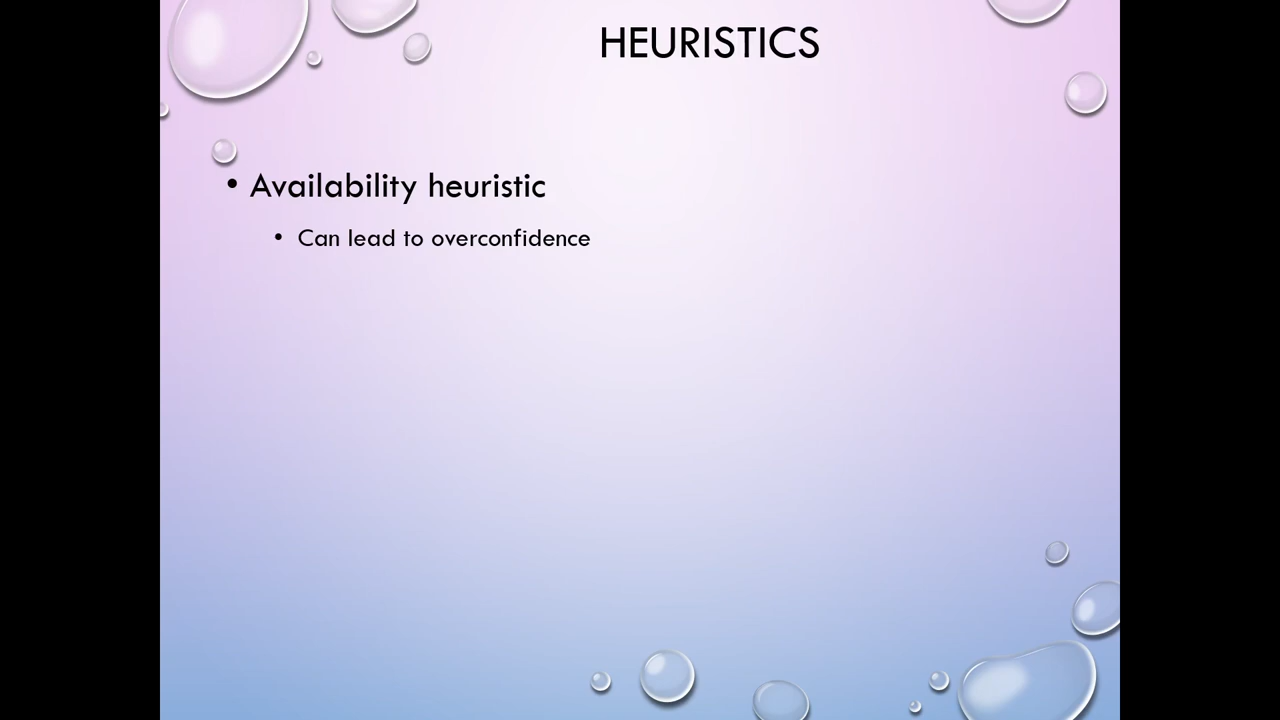 HEURISTICS
• Availability heuristic
• Can lead to overconfidence